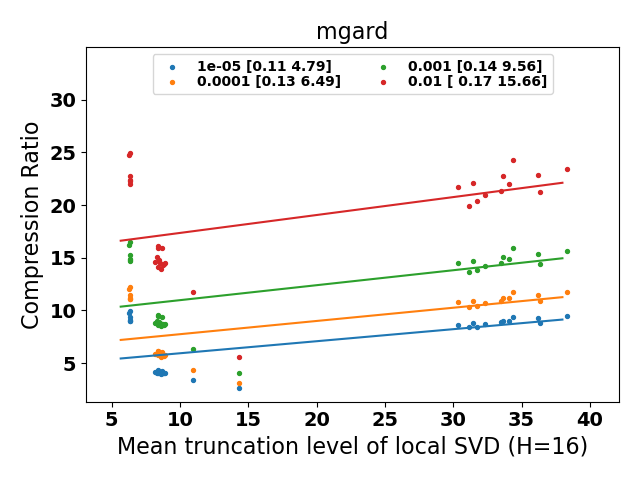 mgard
1e-05 [0.11 4.79]
0.0001 [0.13 6.49]
0.001 [0.14 9.56]
0.01 [ 0.17 15.66]
Compression Ratio
30
25
20
15
10
5
5 10 15 20 25 30 35 40
Mean truncation level of local SVD (H=16)